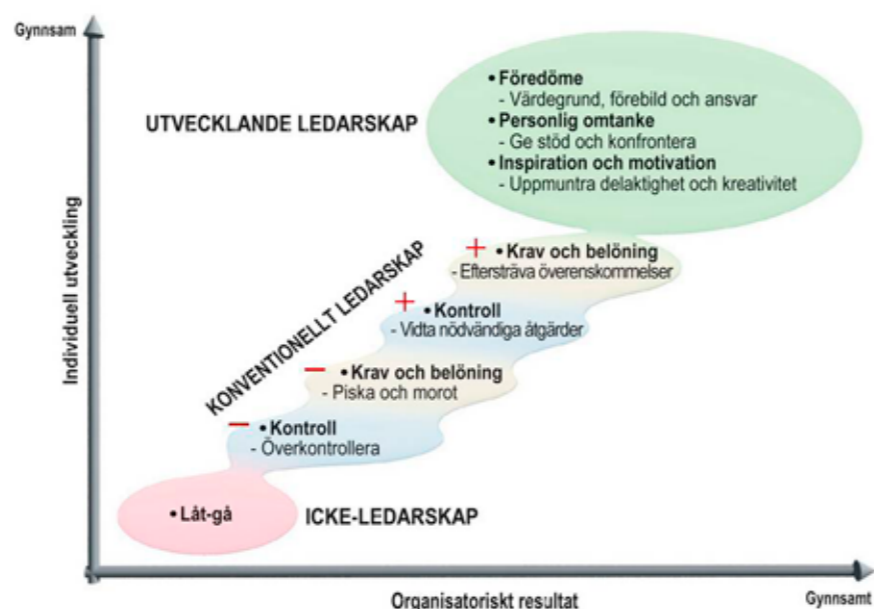 Gynnsam
• Föredöme
- Värdegrund, förebild och ansvar
UTVECKLANDE LEDARSKAP
• Personlig omtanke
- Ge stöd och konfrontera
• Inspiration och motivation
- Uppmuntra delaktighet och kreativitet
Individuell utveckling
KONVENTIONELLT LEDARSKAP
+ • Krav och belöning
- Eftersträva överenskommelser
+ • Kontroll
- Vidta nödvändiga åtgärder
– • Krav och belöning
- Piska och morot
– • Kontroll
- Överkontrollera
• Låt-gå
ICKE-LEDARSKAP
Organisatoriskt resultat
Gynnsamt